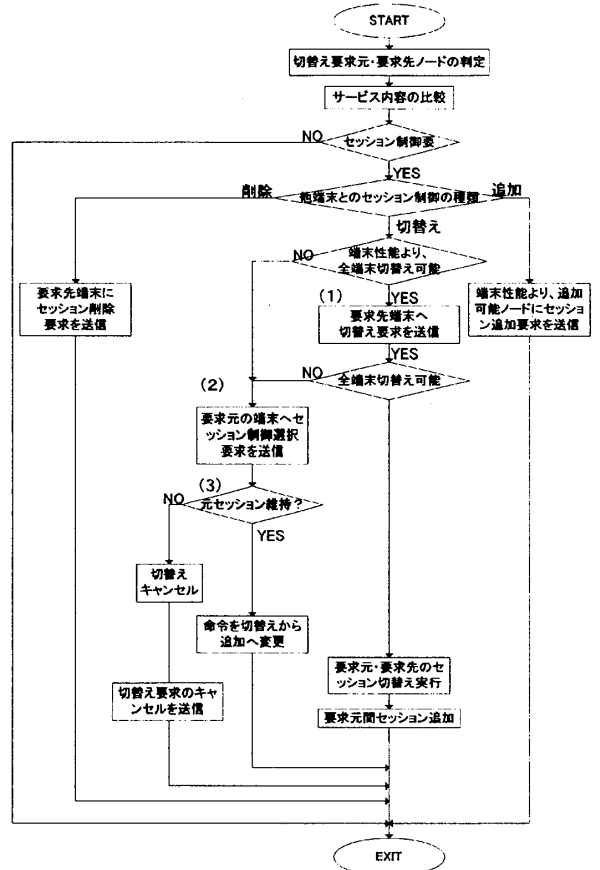 START
切替え要求元・要求先ノードの判定
サービス内容の比較
NO
セッション制御要
YES
削除
他端末とのセッション制御の種類
追加
切替え
NO
端末性能より、
全端末切替え可能
要求先端末に
セッション削除
要求を送信
(1)
YES
要求先端末へ
切替え要求を送信
端末性能より、追加
可能ノードにセッシ
ョン追加要求を送信
YES
NO
全端末切替え可能
(2)
要求元の端末へセ
ッション制御選択
要求を送信
(3)
NO
元セッション維持？
YES
切替え
キャンセル
命令を切替えから
追加へ変更
要求元・要求先のセ
ッション切替え実行
切替え要求のキャ
ンセルを送信
要求元間セッション追加
EXIT